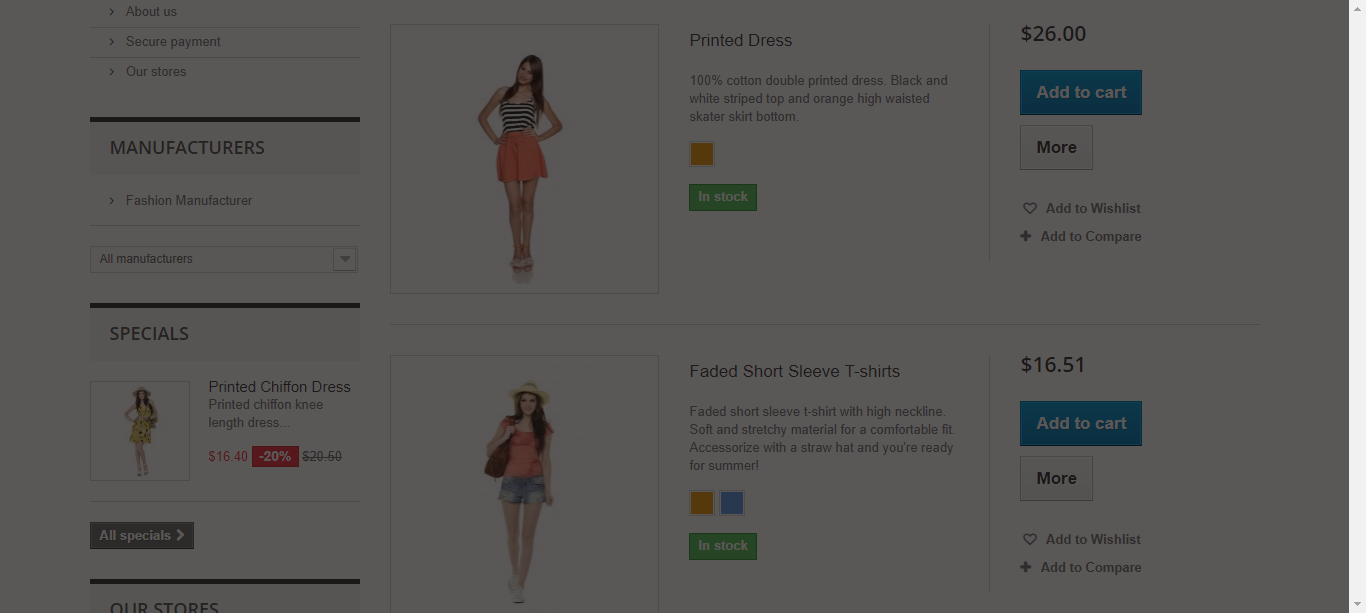 About us
Secure payment
Our stores
MANUFACTURERS
Fashion Manufacturer
All manufacturers
SPECIALS
Printed Chiffon Dress
Printed chiffon knee
length dress...
$16.40 -20% $20.50
All specials
OUR STORES
Printed Dress
100% cotton double printed dress. Black and
white striped top and orange high waisted
skater skirt bottom.
In stock
$26.00
Add to cart
More
Add to Wishlist
Add to Compare
Faded Short Sleeve T-shirts
Faded short sleeve t-shirt with high neckline.
Soft and stretchy material for a comfortable fit.
Accessorize with a straw hat and you're ready
for summer!
In stock
$16.51
Add to cart
More
Add to Wishlist
Add to Compare